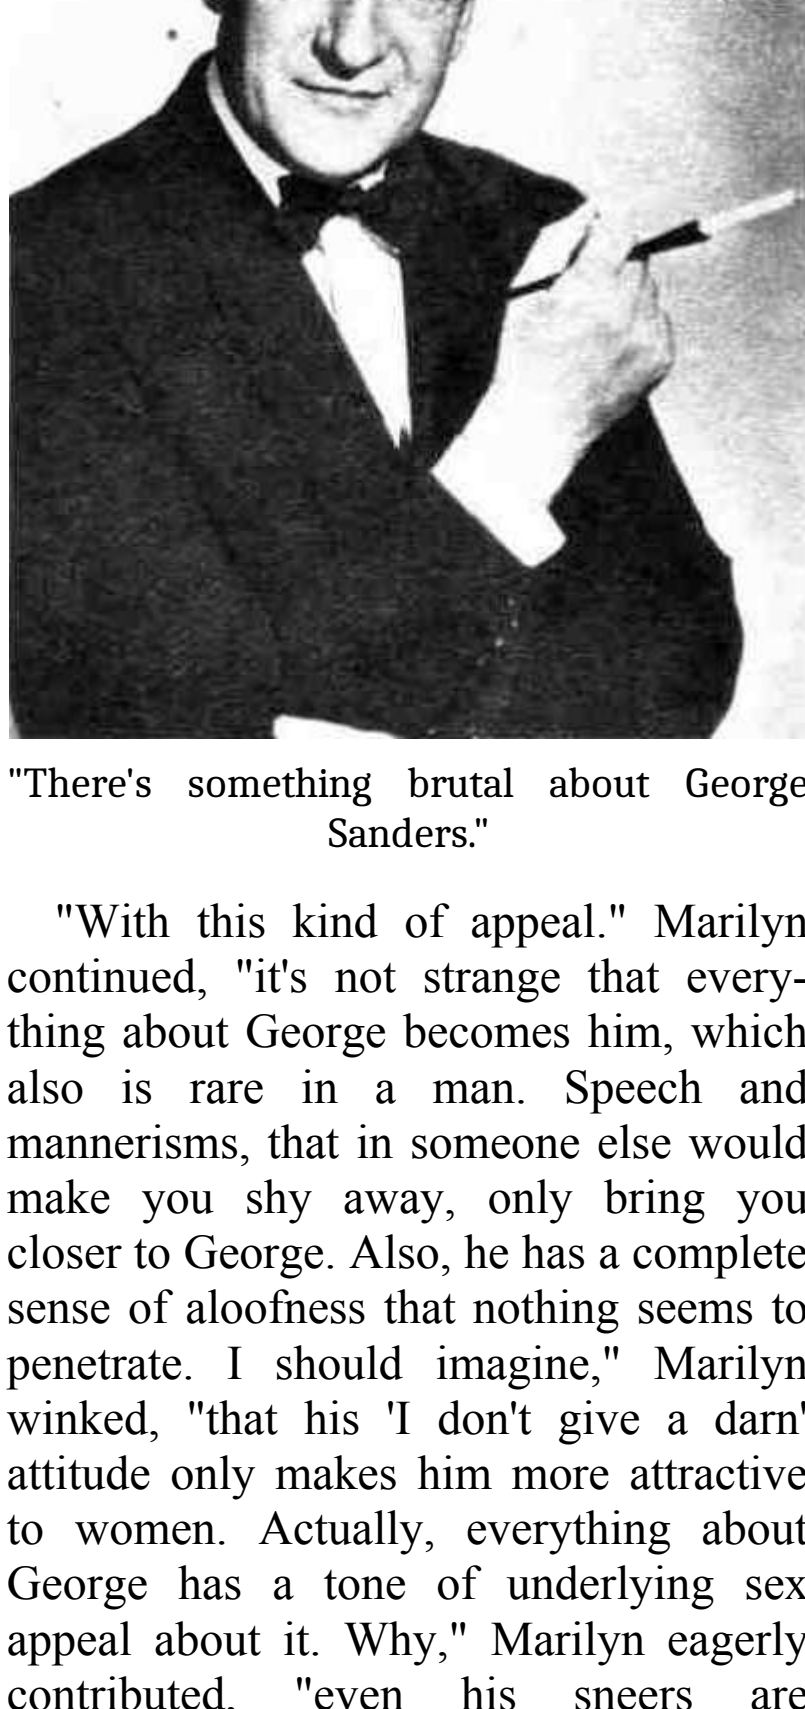 "There's something brutal about George
Sanders."
"With this kind of appeal." Marilyn
continued, "it's not strange that every-
thing about George becomes him, which
also is rare in a man. Speech and
mannerisms, that in someone else would
make you shy away, only bring you
closer to George. Also, he has a complete
sense of aloofness that nothing seems to
penetrate. I should imagine," Marilyn
winked, "that his 'I don't give a darn'
attitude only makes him more attractive
to women. Actually, everything about
George has a tone of underlying sex
appeal about it. Why," Marilyn eagerly
contributed, "even his sneers are